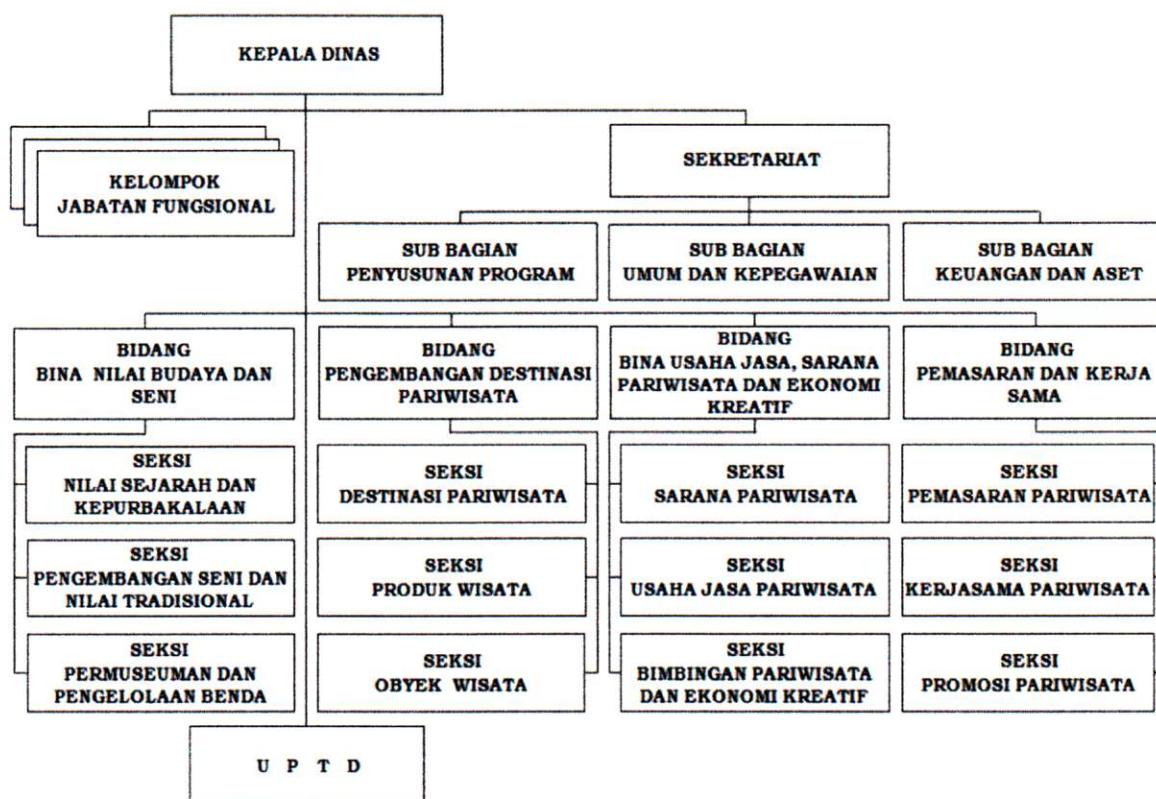 KEPALA DINAS
KELOMPOK
JABATAN FUNGSIONAL
SEKRETARIAT
SUB BAGIAN
PENYUSUNAN PROGRAM
SUB BAGIAN
UMUM DAN KEPEGAWAIAN
SUB BAGIAN
KEUANGAN DAN ASET
BIDANG
BINA NILAI BUDAYA DAN
SENI
BIDANG
PENGEMBANGAN DESTINASI
PARIWISATA
BIDANG
BINA USAHA JASA, SARANA
PARIWISATA DAN EKONOMI
KREATIF
BIDANG
PEMASARAN DAN KERJA
SAMA
SEKSI
NILAI SEJARAH DAN
KEPURBAKALAAN
SEKSI
DESTINASI PARIWISATA
SEKSI
SARANA PARIWISATA
SEKSI
PEMASARAN PARIWISATA
SEKSI
PENGEMBANGAN SENI DAN
NILAI TRADISIONAL
SEKSI
PRODUK WISATA
SEKSI
USAHA JASA PARIWISATA
SEKSI
KERJASAMA PARIWISATA
SEKSI
PERMUSEUMAN DAN
PENGELOLAAN BENDA
SEKSI
OBYEK WISATA
SEKSI
BIMBINGAN PARIWISATA
DAN EKONOMI KREATIF
SEKSI
PROMOSI PARIWISATA
U P T D